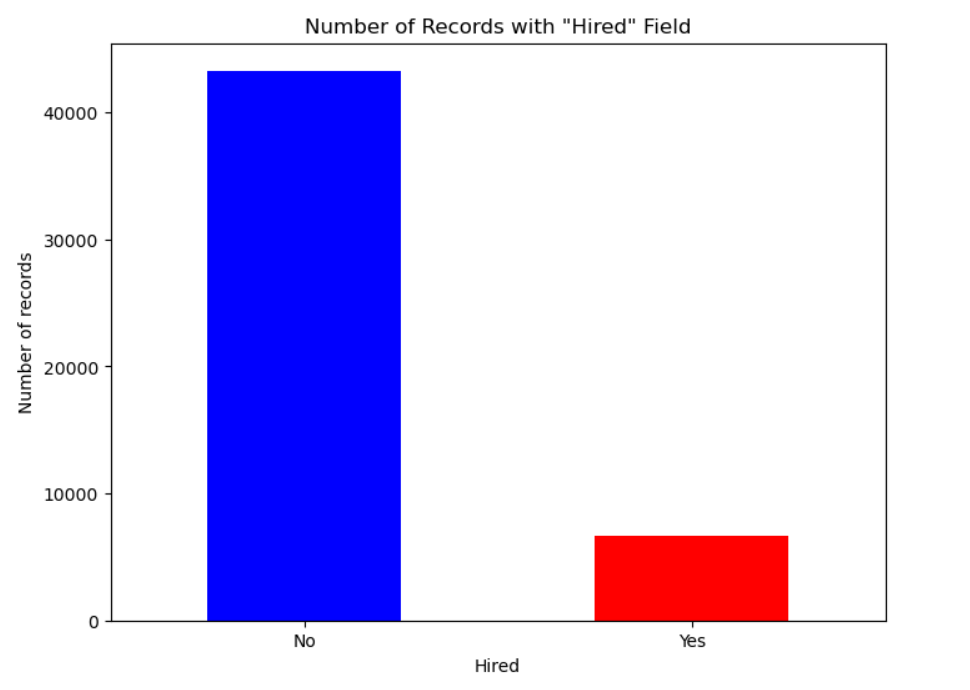 Number of Records with "Hired" Field
40000
30000
20000
10000
0
Number of records
No
Yes
Hired